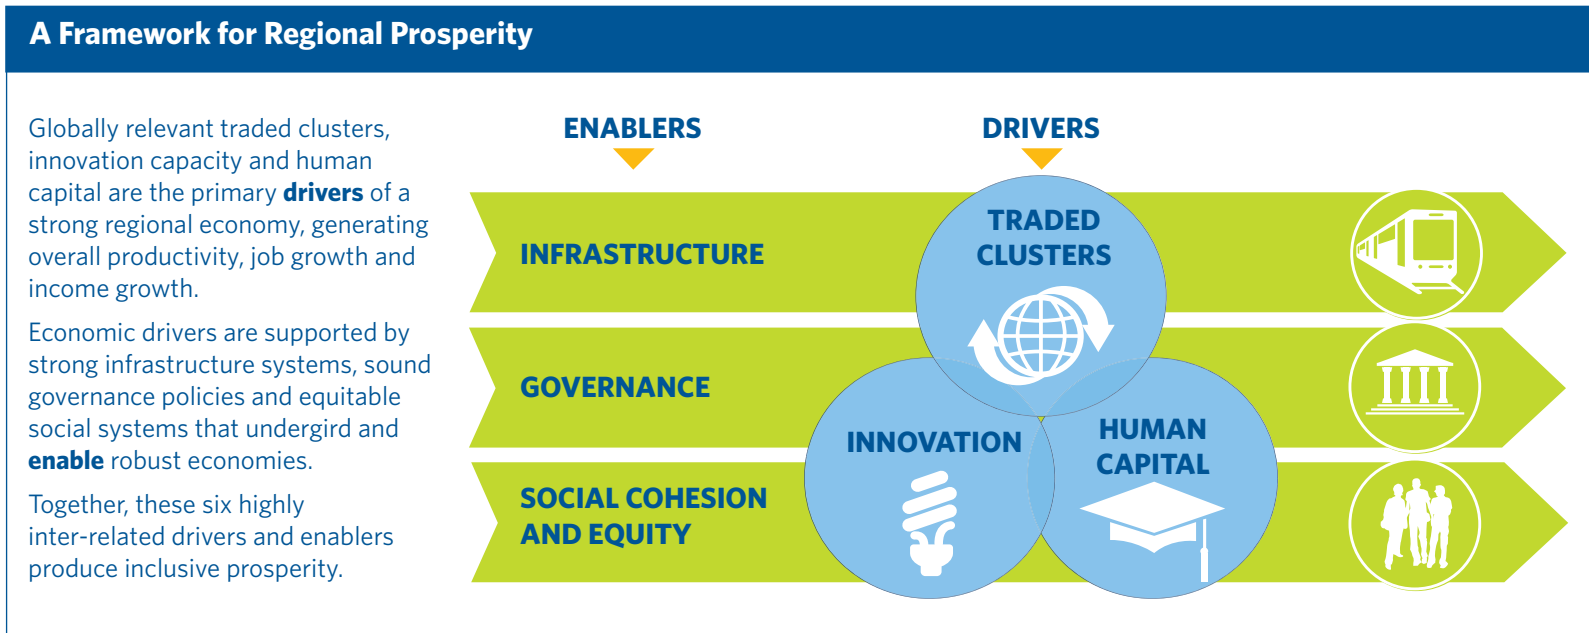 A Framework for Regional Prosperity
Globally relevant traded clusters,
innovation capacity and human
capital are the primary drivers of a
strong regional economy, generating
overall productivity, job growth and
income growth.
Economic drivers are supported by
strong infrastructure systems, sound
governance policies and equitable
social systems that undergird and
enable robust economies.
Together, these six highly
inter-related drivers and enablers
produce inclusive prosperity.
ENABLERS
DRIVERS
INFRASTRUCTURE
GOVERNANCE
SOCIAL COHESION
AND EQUITY
TRADED
CLUSTERS
INNOVATION
HUMAN
CAPITAL